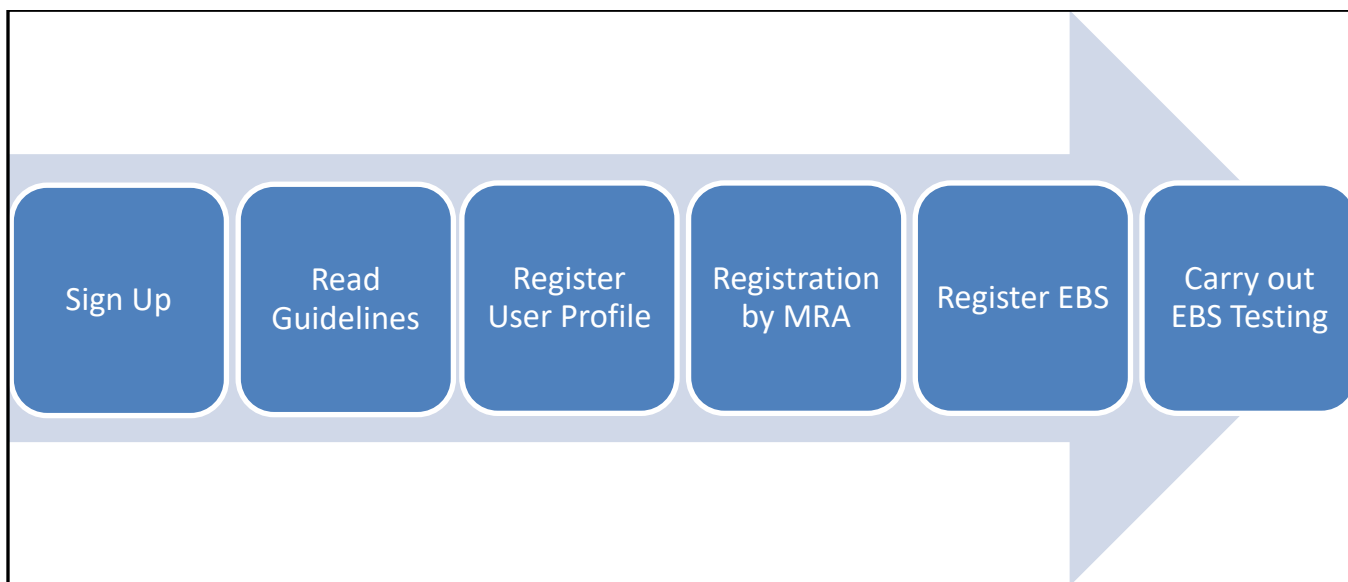 Sign Up
Read
Guidelines
Register
User Profile
Registration
by MRA
Register EBS
Carry out
EBS Testing